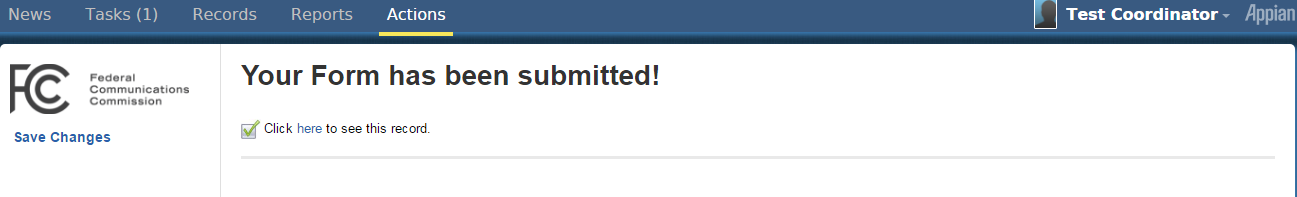 News Tasks (1) Records Reports Actions Test Coordinator Appian
FCC Federal
Communications
Commission
Save Changes
Your Form has been submitted!
Click here to see this record.